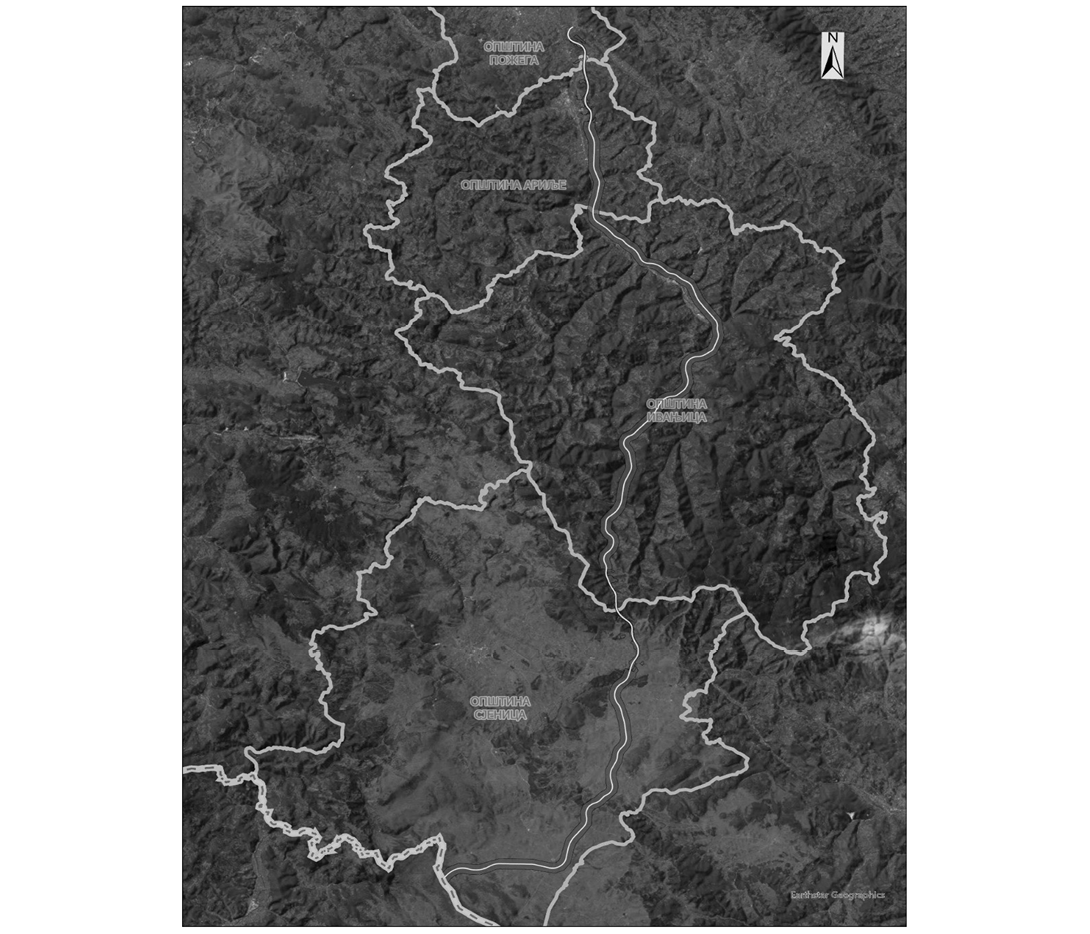 N
ОПШТИНА
ПОЖЕГА
ОПШТИНА АРИЉЕ
ОПШТИНА
ИВАЊИЦА
ОПШТИНА
СЈЕНИЦА
Earthstar Geographics